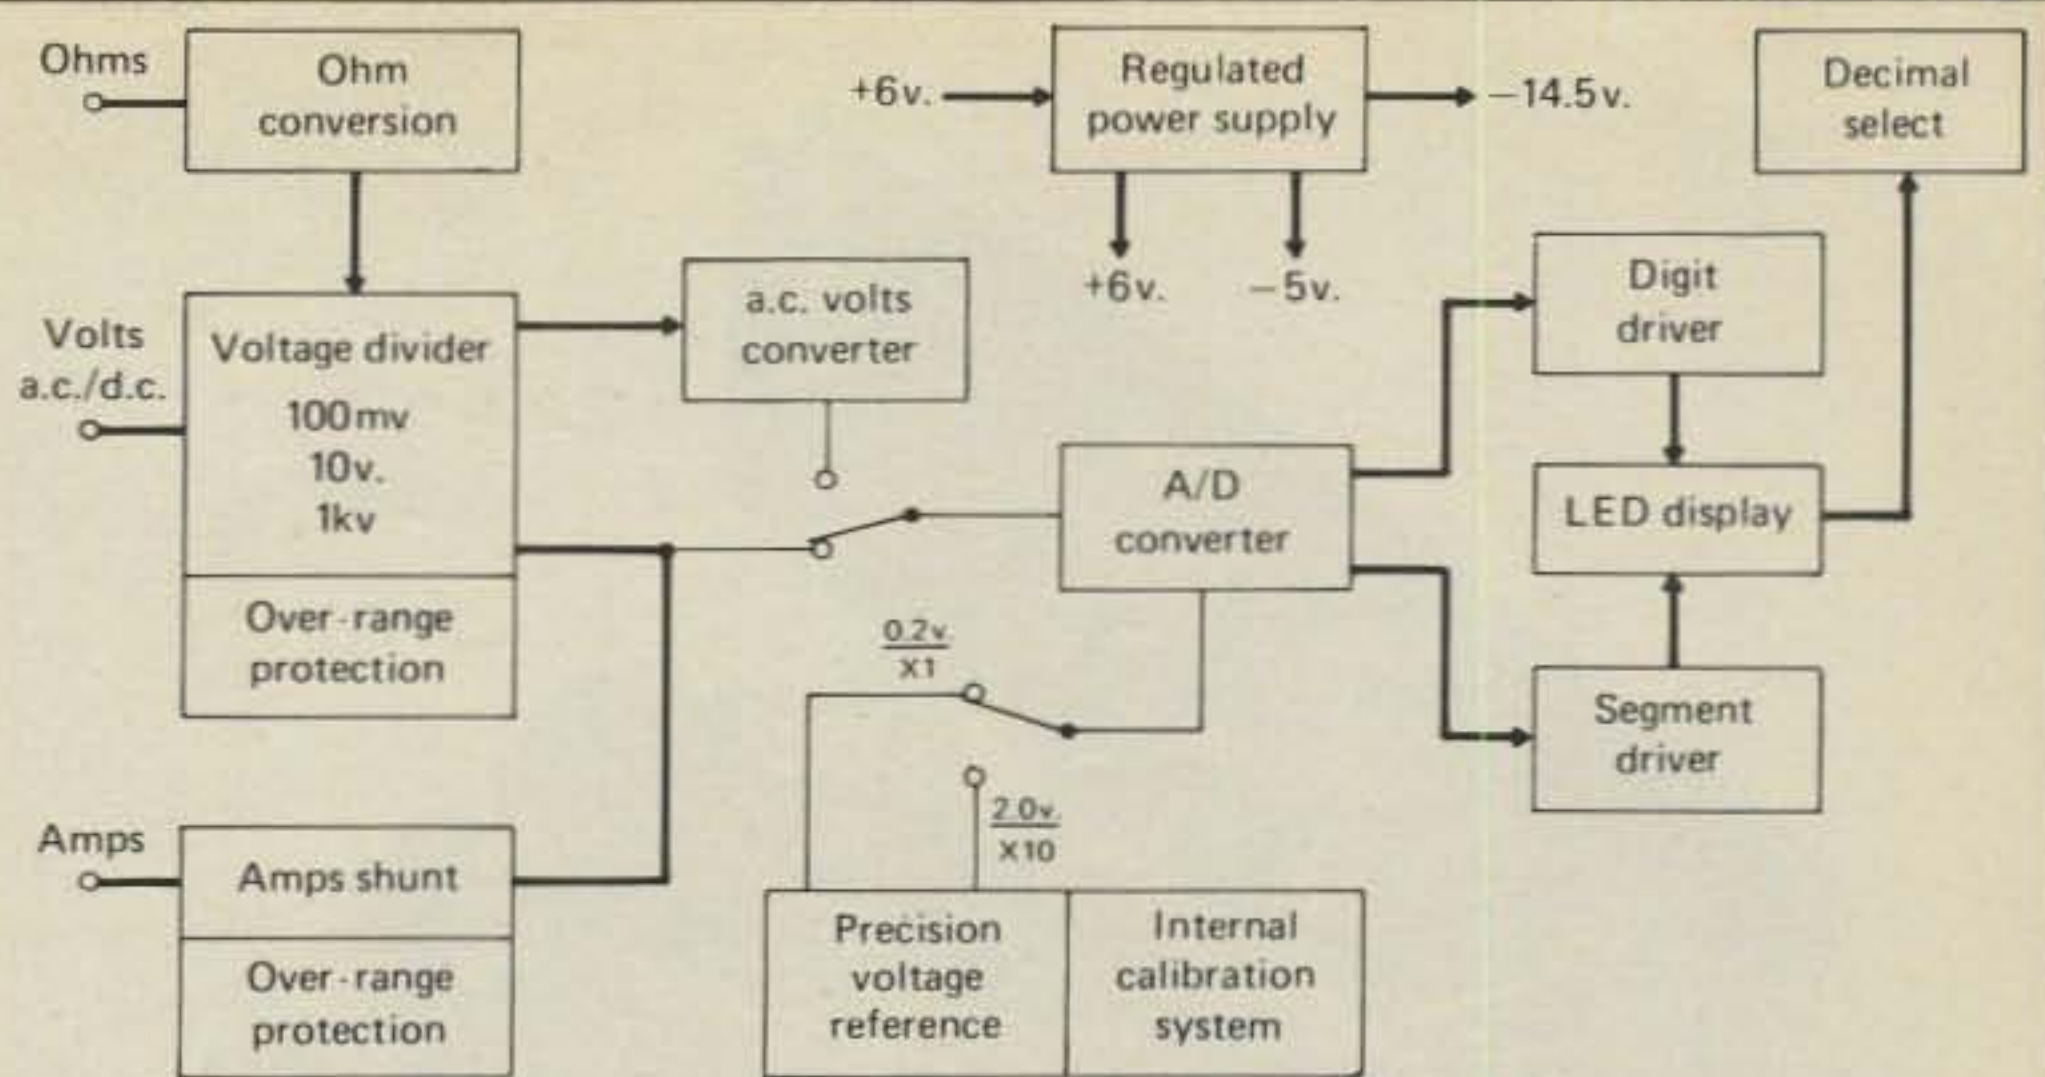 Ohms
Ohm
conversion
+6v.
Regulated
power supply
−14.5v.
Decimal
select
+6v.
−5v.
Volts
a.c./d.c.
Voltage divider
100mv
10v.
1kv
Over-range
protection
a.c. volts
converter
A/D
converter
Digit
driver
LED display
Segment
driver
0.2v.
X1
2.0v.
X10
Amps
Amps shunt
Over-range
protection
Precision
voltage
reference
Internal
calibration
system